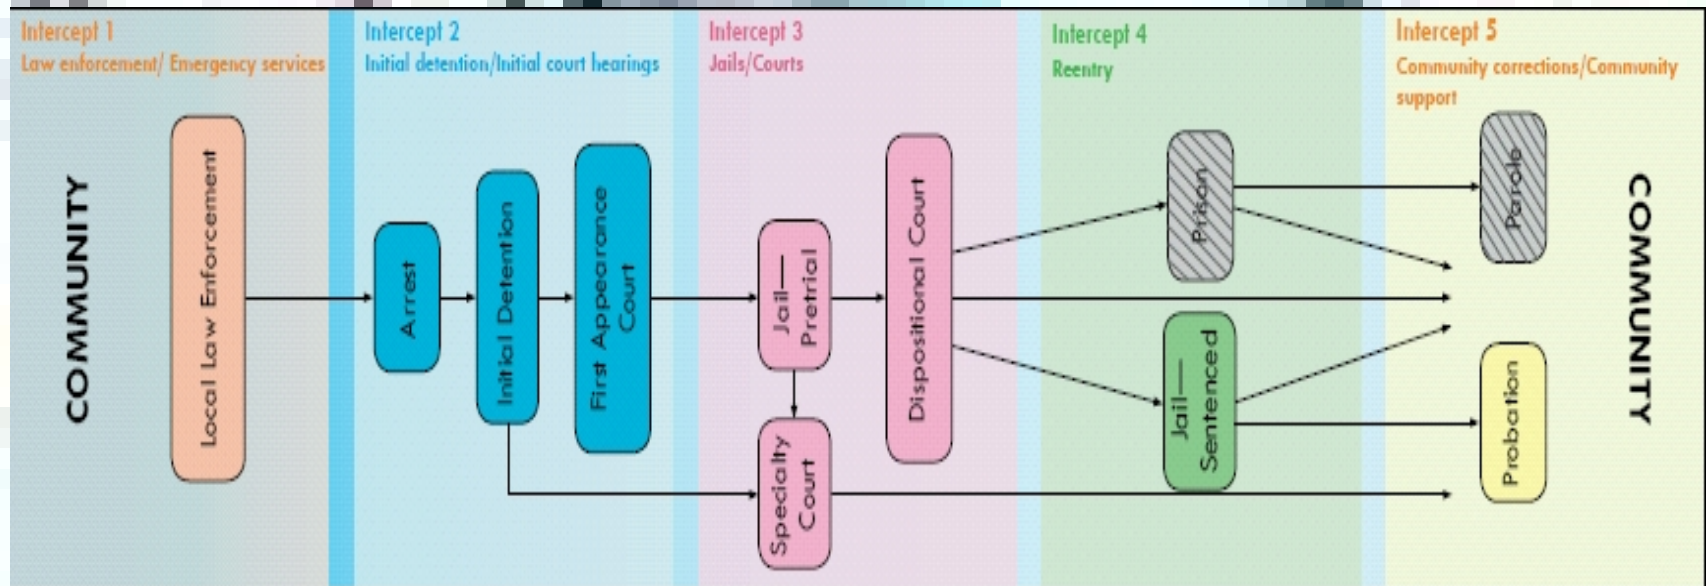 Intercept 1
Law enforcement/ Emergency services
COMMUNITY
Local Law Enforcement
Intercept 2
Initial detention/Initial court hearings
Arrest
Initial Detention
First Appearance
Court
Intercept 3
Jails/Courts
Jail—
Pretrial
Specialty
Court
Dispositional Court
Intercept 4
Reentry
Prison
Jail—
Sentenced
Intercept 5
Community corrections/Community
support
Parole
Probation
COMMUNITY